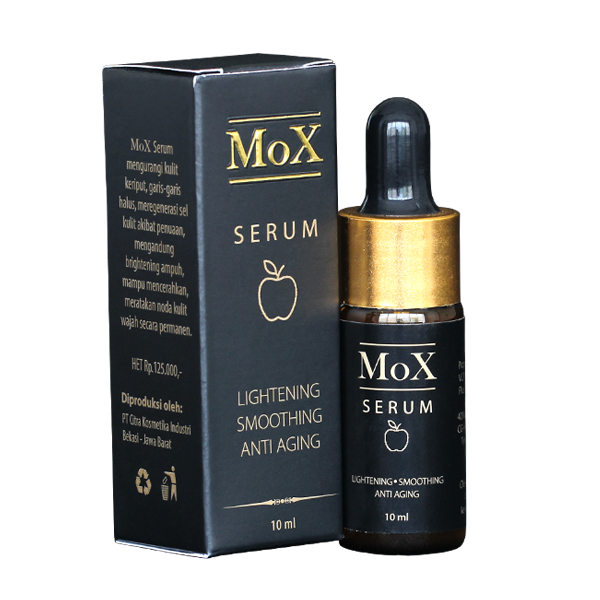 MoX Serum
mengurangi kulit
keriput, garis-garis
halus, meregenerasi sel
kulit akibat penuaan,
mengandung
brightening ampuh,
mampu mencerahkan,
meratakan noda kulit
wajah secara permanen.
HET Rp.125.000,-
Diproduksi oleh:
PT Citra Kosmetika Industri
Bekasi - Jawa Barat
MoX
SERUM
LIGHTENING
SMOOTHING
ANTI AGING
10 ml
MoX
SERUM
LIGHTENING•SMOOTHING
ANTI AGING
10 ml